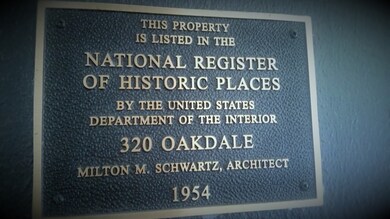 THIS PROPERTY
IS LISTED IN THE
NATIONAL REGISTER
OF HISTORIC PLACES
BY THE UNITED STATES
DEPARTMENT OF THE INTERIOR
320 OAKDALE
MILTON M. SCHWARTZ, ARCHITECT
1954